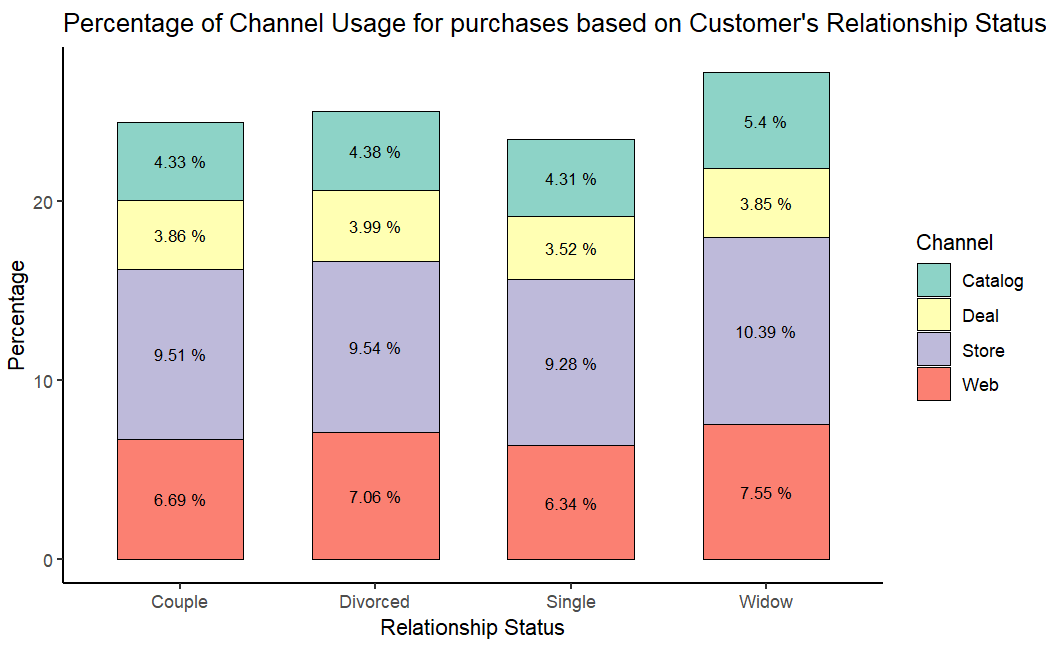 Percentage of Channel Usage for purchases based on Customer's Relationship Status
Percentage
20
10
0
4.33 %
3.86 %
9.51 %
6.69 %
4.38 %
3.99 %
9.54 %
7.06 %
4.31 %
3.52 %
9.28 %
6.34 %
5.4 %
3.85 %
10.39 %
7.55 %
Couple
Divorced
Single
Widow
Relationship Status
Channel
Catalog
Deal
Store
Web